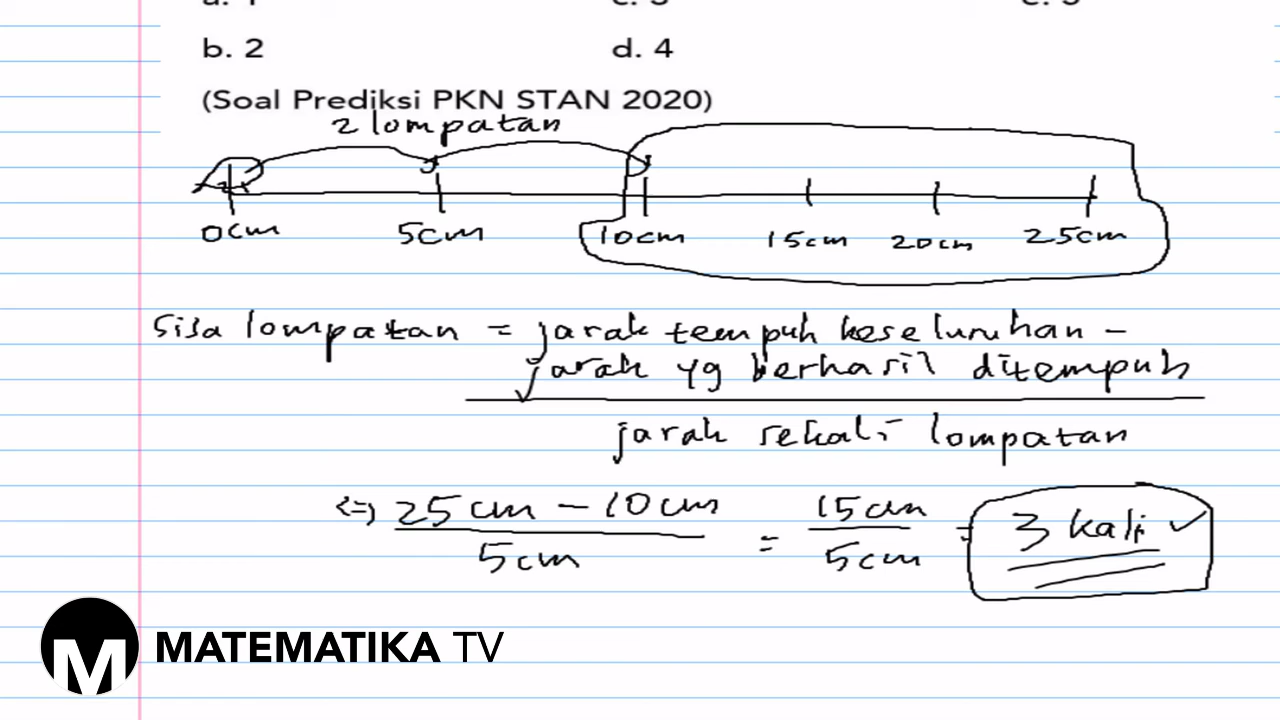 b. 2 d. 4
(Soal Prediksi PKN STAN 2020)
2 lompatan
0cm 5cm 10cm 15cm 20cm 25cm
Sisa lompatan = jarak tempuh keseluruhan -
jarak yg berhasil ditempuh
jarak sekali lompatan
<=> 25cm - 10cm = 15cm = 3 kali ✓
5cm 5cm
M MATEMATIKA TV